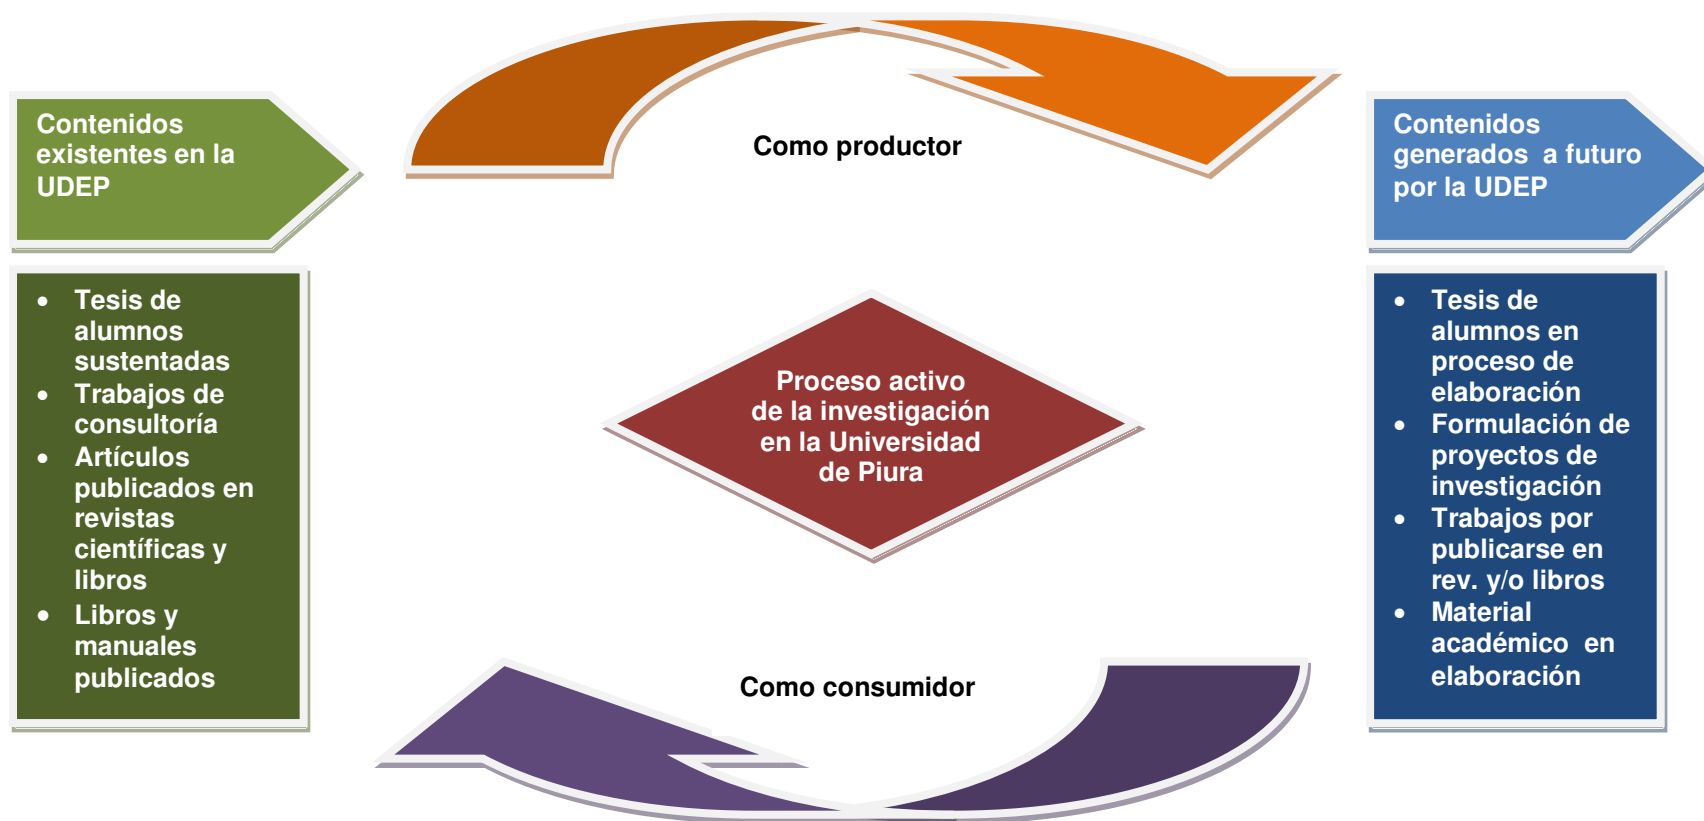 Contenidos
existentes en la
UDEP
• Tesis de
alumnos
sustentadas
• Trabajos de
consultoría
• Artículos
publicados en
revistas
científicas y
libros
• Libros y
manuales
publicados
Como productor
Proceso activo
de la investigación
en la Universidad
de Piura
Como consumidor
Contenidos
generados a futuro
por la UDEP
• Tesis de
alumnos en
proceso de
elaboración
• Formulación de
proyectos de
investigación
• Trabajos por
publicarse en
rev. y/o libros
• Material
académico en
elaboración